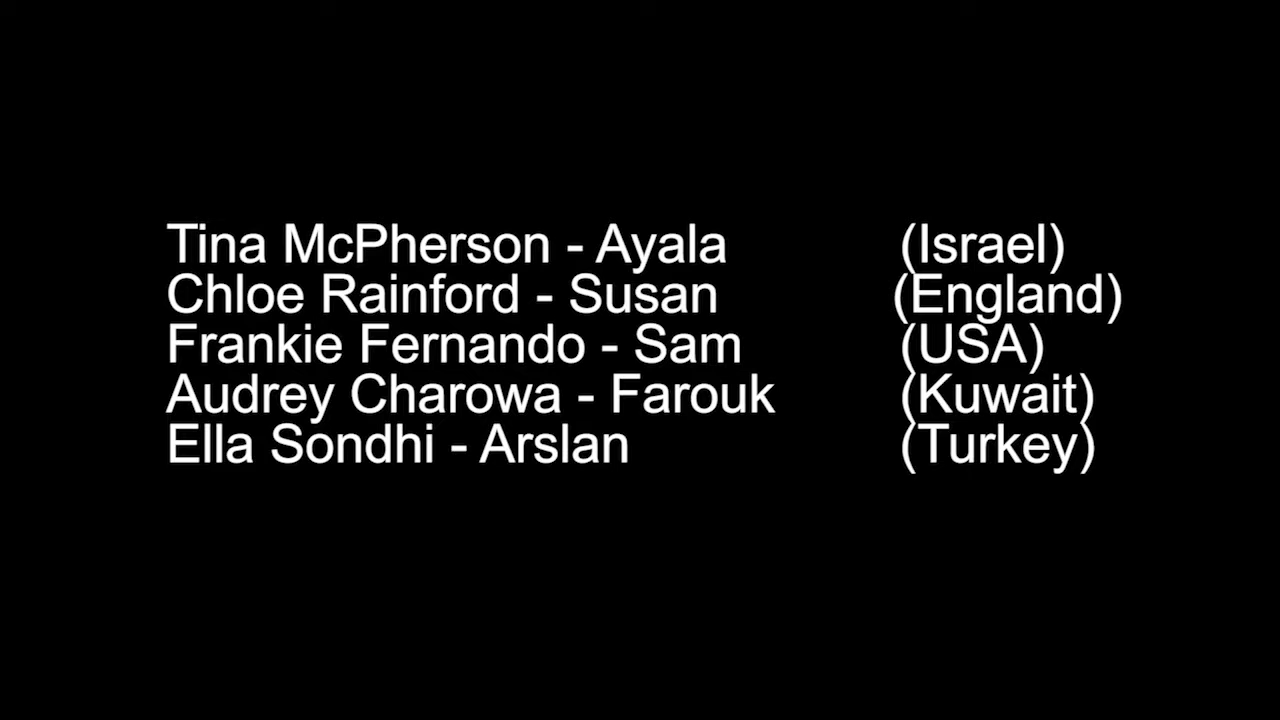 Tina McPherson - Ayala (Israel)
Chloe Rainford - Susan (England)
Frankie Fernando - Sam (USA)
Audrey Charowa - Farouk (Kuwait)
Ella Sondhi - Arslan (Turkey)